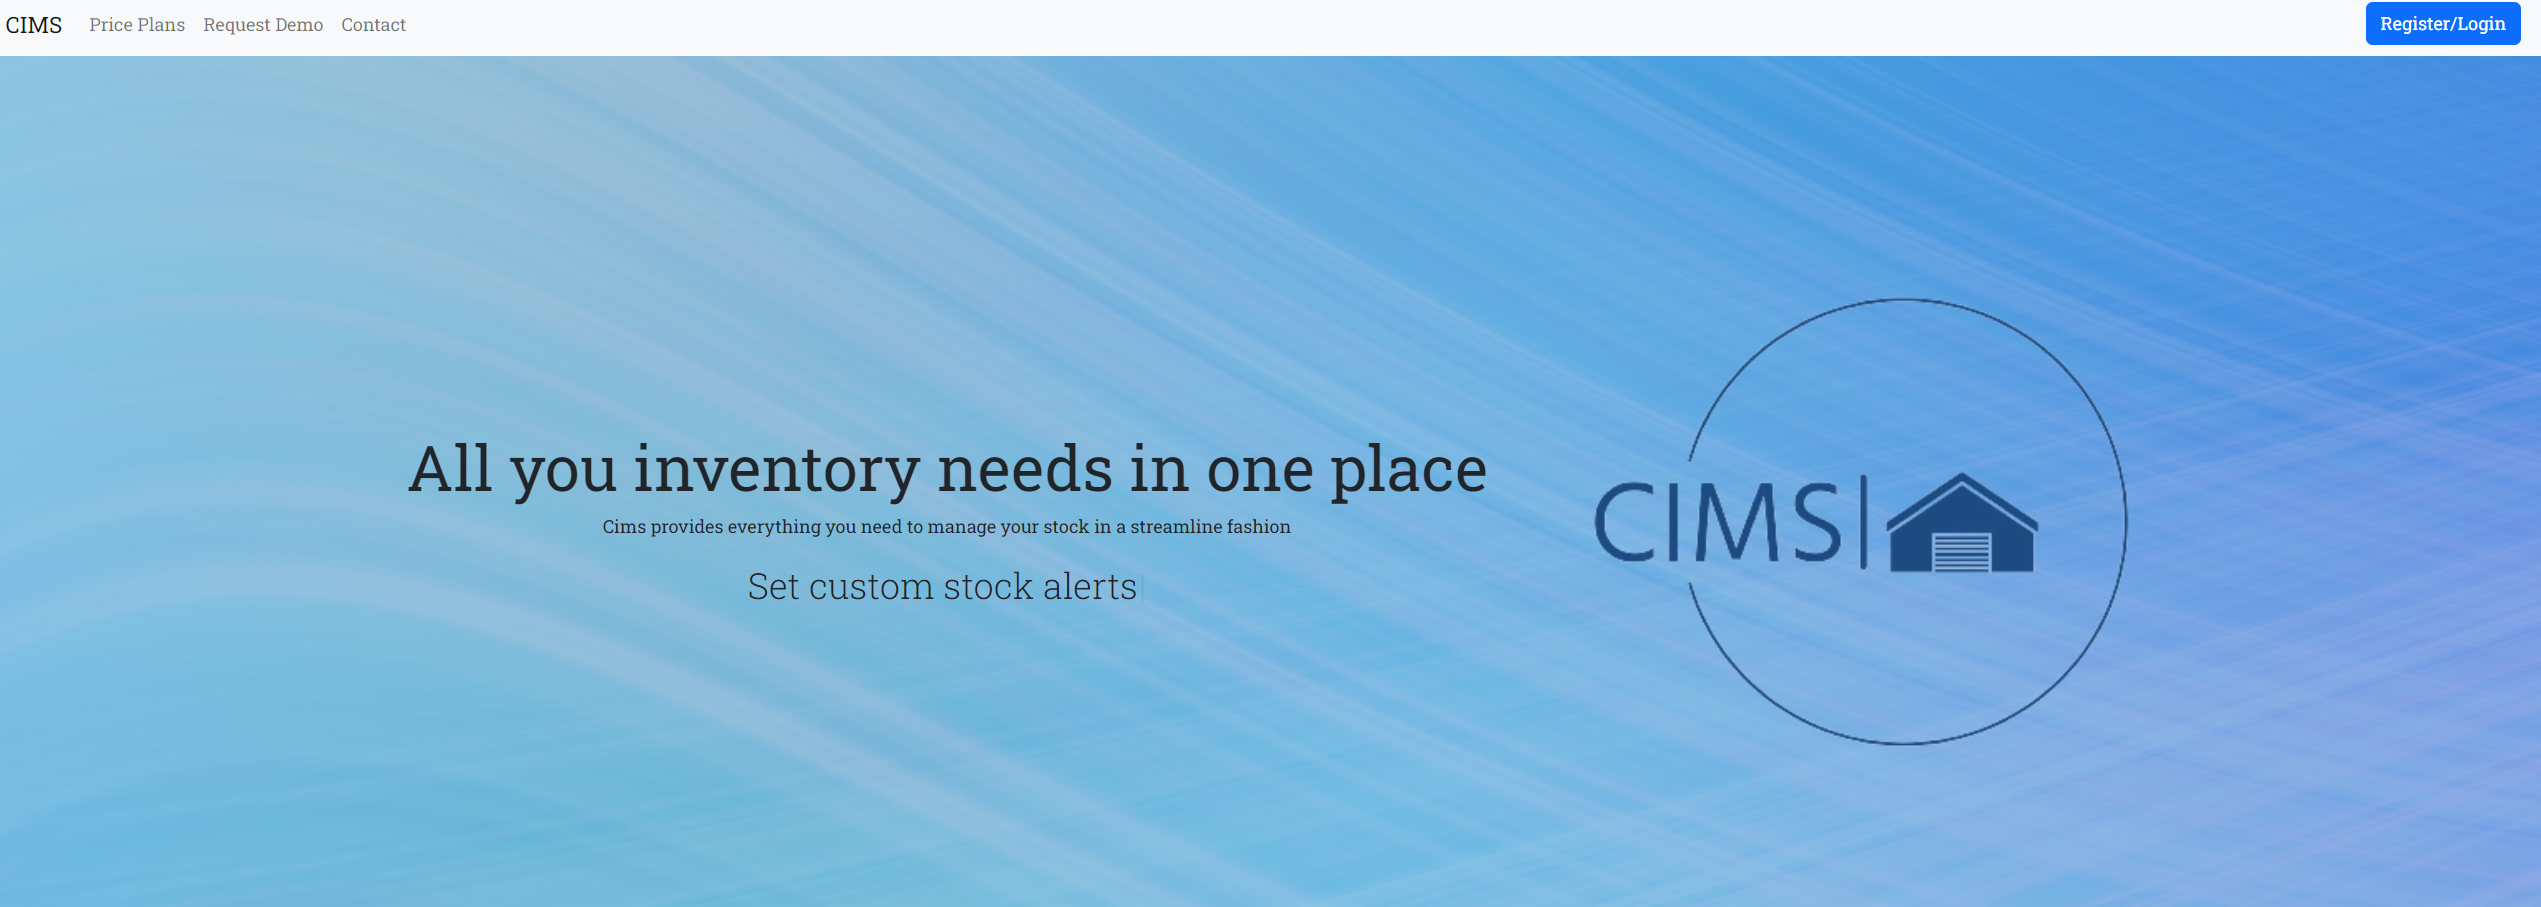 CIMS Price Plans Request Demo Contact Register/Login
All you inventory needs in one place
Cims provides everything you need to manage your stock in a streamline fashion
Set custom stock alerts
CIMS